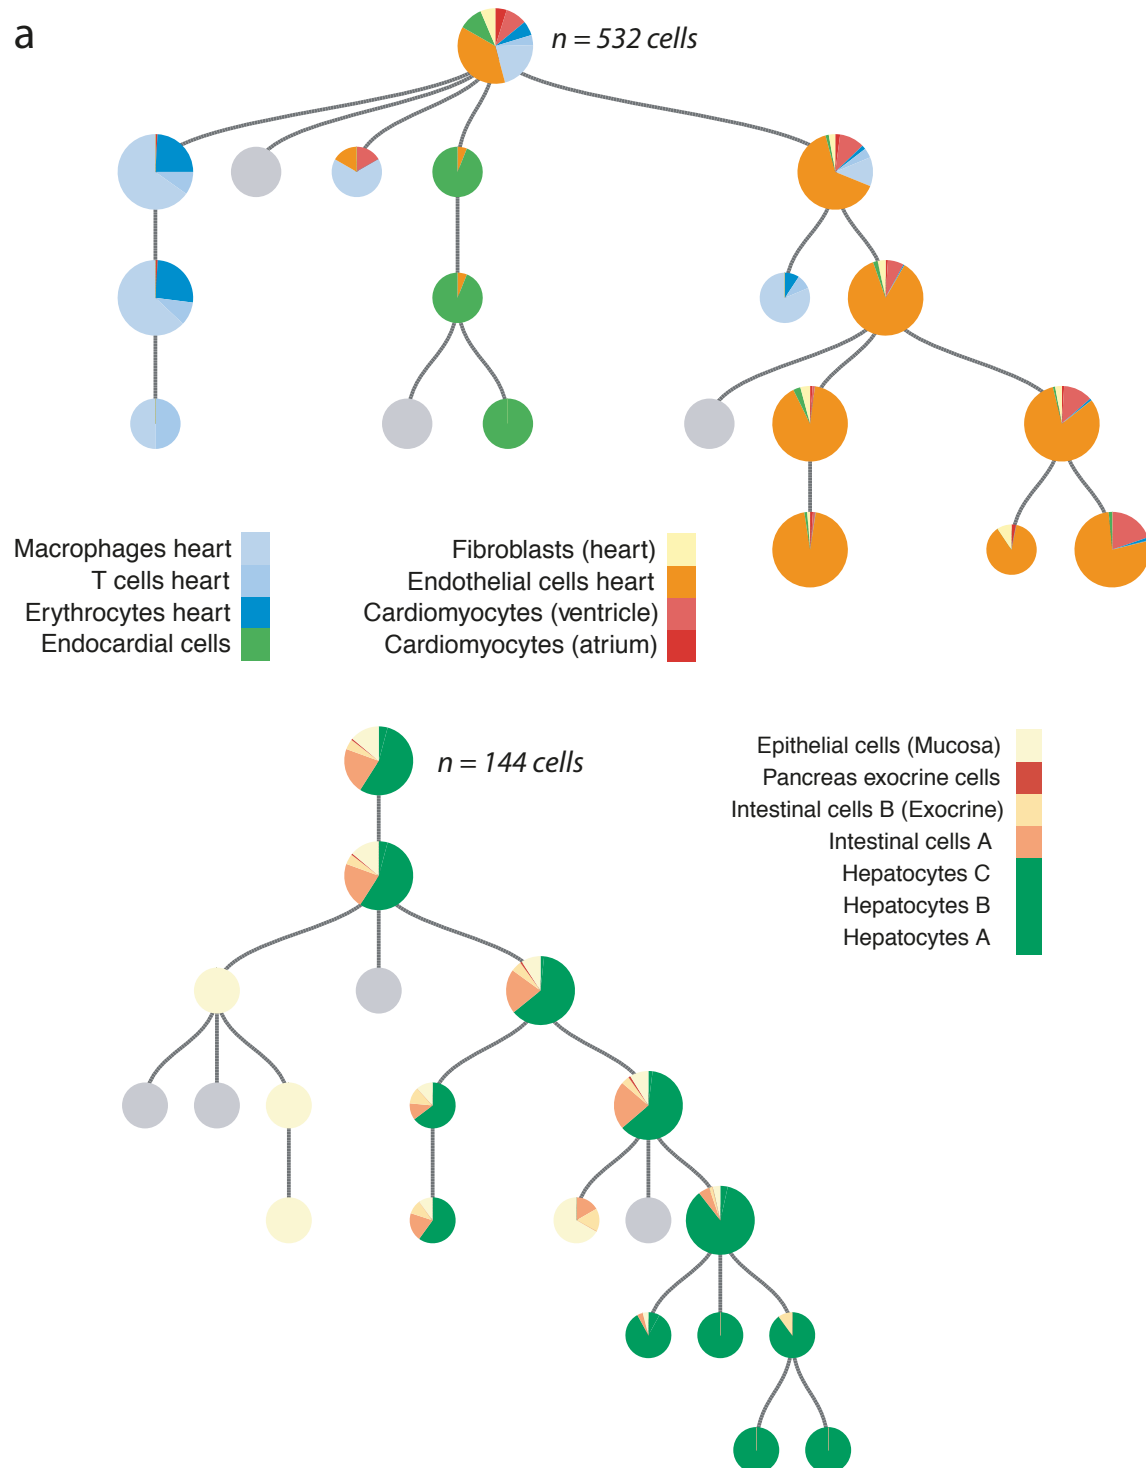 a
n = 532 cells
Macrophages heart
T cells heart
Erythrocytes heart
Endocardial cells
Fibroblasts (heart)
Endothelial cells heart
Cardiomyocytes (ventricle)
Cardiomyocytes (atrium)
n = 144 cells
Epithelial cells (Mucosa)
Pancreas exocrine cells
Intestinal cells B (Exocrine)
Intestinal cells A
Hepatocytes C
Hepatocytes B
Hepatocytes A